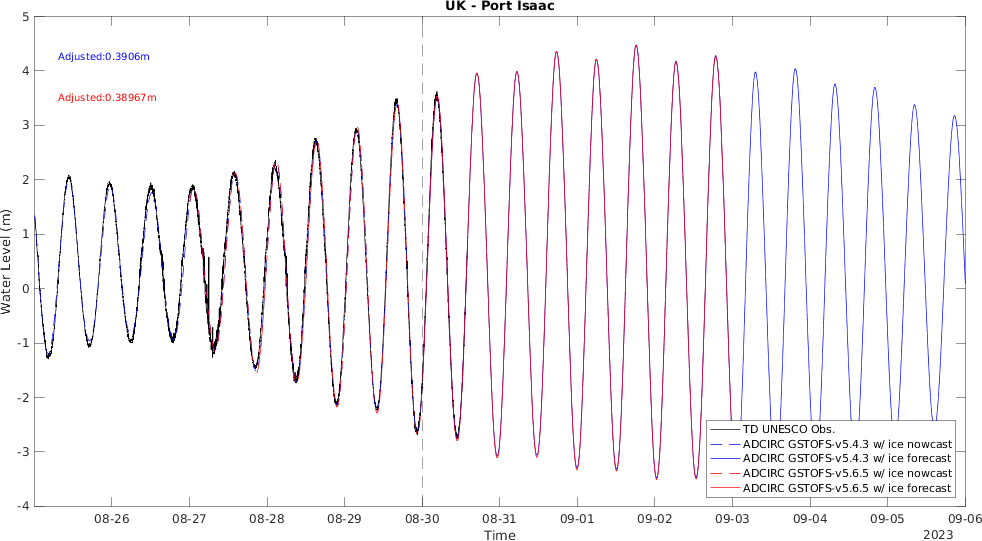 UK - Port Isaac
5
4
3
2
1
0
-1
-2
-3
-4
Water Level (m)
Adjusted:0.3906m
Adjusted:0.38967m
TD UNESCO Obs.
ADCIRC GSTOFS-v5.4.3 w/ ice nowcast
ADCIRC GSTOFS-v5.4.3 w/ ice forecast
ADCIRC GSTOFS-v5.6.5 w/ ice nowcast
ADCIRC GSTOFS-v5.6.5 w/ ice forecast
08-26 08-27 08-28 08-29 08-30 08-31 09-01 09-02 09-03 09-04 09-05 09-06
Time
2023